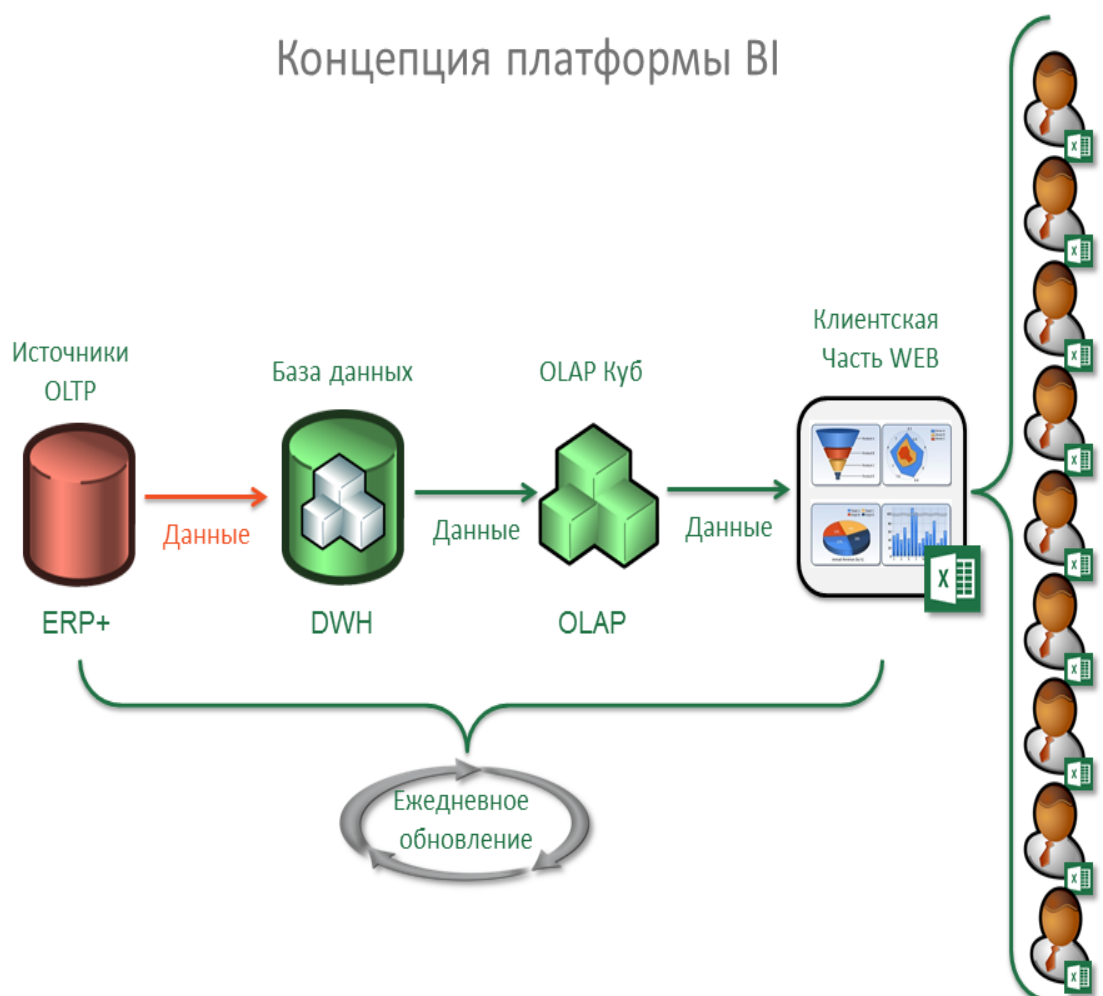 Концепция платформы BI
Источники
OLTP
База данных
OLAP Куб
Клиентская
Часть WEB
Данные
Данные
Данные
X
ERP+
DWH
OLAP
Ежедневное
обновление